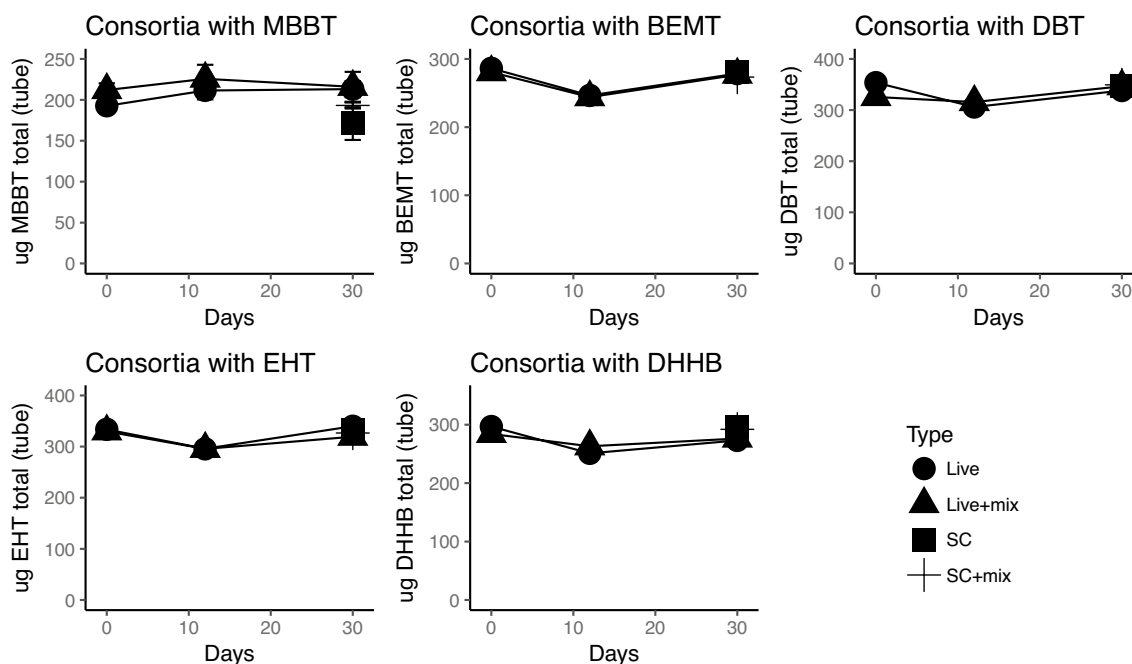 Consortia with MBBT
Consortia with BEMT
Consortia with DBT
ug MBBT total (tube)
250
200
150
100
50
0
0 10 20 30
Days
ug BEMT total (tube)
300
200
100
0
0 10 20 30
Days
ug DBT total (tube)
400
300
200
100
0
0 10 20 30
Days
Consortia with EHT
Consortia with DHHB
ug EHT total (tube)
400
300
200
100
0
0 10 20 30
Days
ug DHHB total (tube)
300
200
100
0
0 10 20 30
Days
Type
Live
Live+mix
SC
SC+mix